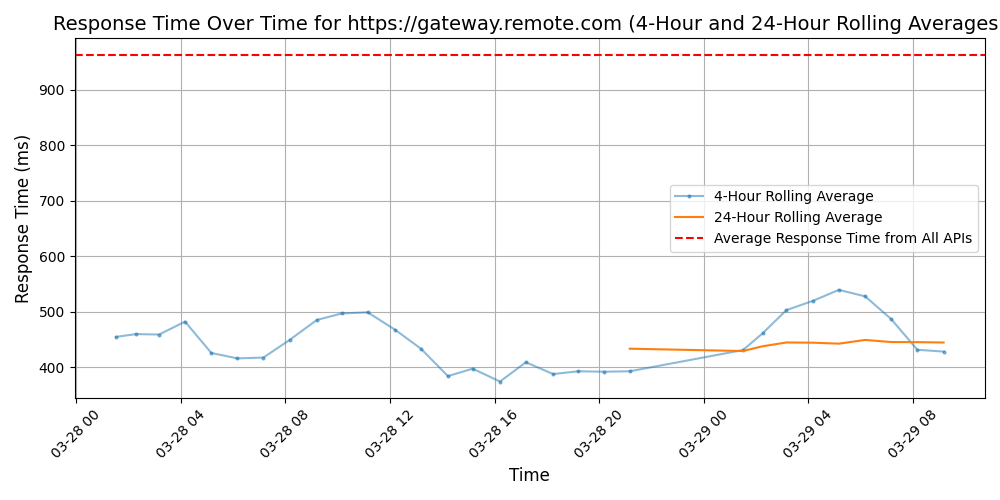 Response Time Over Time for https://gateway.remote.com (4-Hour and 24-Hour Rolling Averages
Response Time (ms)
900
800
700
600
500
400
4-Hour Rolling Average
24-Hour Rolling Average
Average Response Time from All APIs
03-28 00
03-28 04
03-28 08
03-28 12
03-28 16
03-28 20
03-29 00
03-29 04
03-29 08
Time